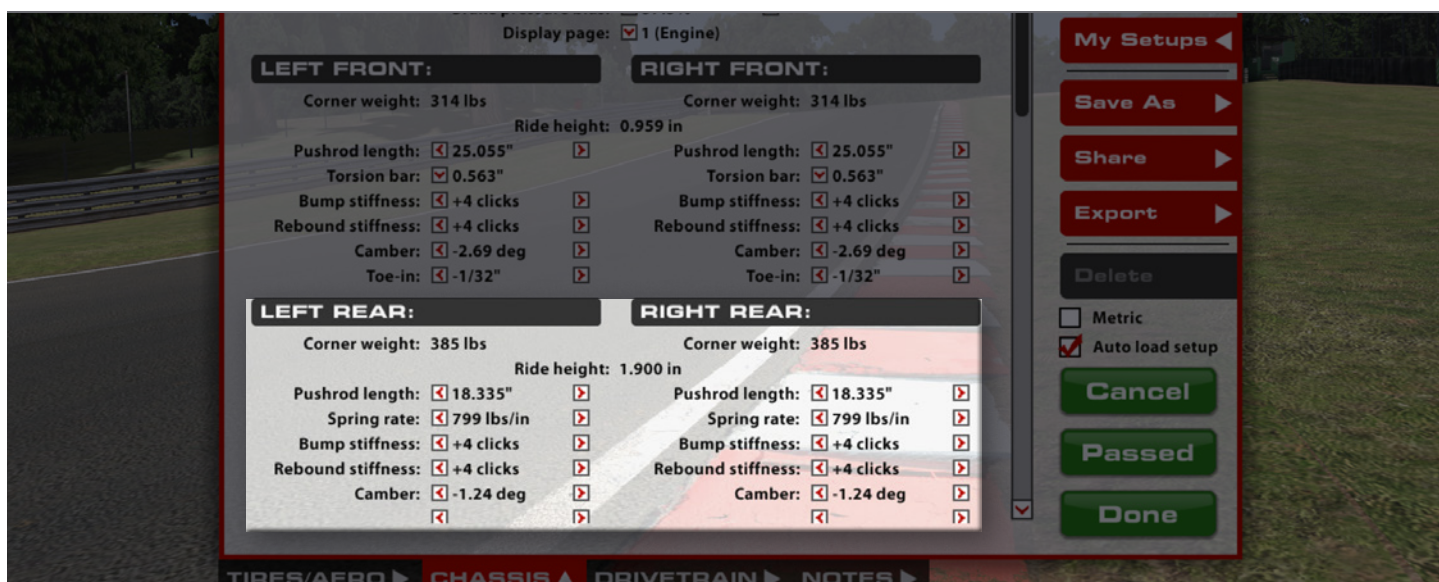 Display page: 1 (Engine)
My Setups
LEFT FRONT: RIGHT FRONT:
Corner weight: 314 lbs Corner weight: 314 lbs
Save As
Ride height: 0.959 in
Pushrod length: 25.055" Pushrod length: 25.055"
Share
Torsion bar: 0.563" Torsion bar: 0.563"
Bump stiffness: +4 clicks Bump stiffness: +4 clicks
Export
Rebound stiffness: +4 clicks Rebound stiffness: +4 clicks
Camber: -2.69 deg Camber: -2.69 deg
Toe-in: -1/32" Toe-in: -1/32"
Delete
LEFT REAR: RIGHT REAR:
Metric
Corner weight: 385 lbs Corner weight: 385 lbs
Auto load setup
Ride height: 1.900 in
Pushrod length: 18.335" Pushrod length: 18.335"
Cancel
Spring rate: 799 lbs/in Spring rate: 799 lbs/in
Bump stiffness: +4 clicks Bump stiffness: +4 clicks
Passed
Rebound stiffness: +4 clicks Rebound stiffness: +4 clicks
Camber: -1.24 deg Camber: -1.24 deg
Done
TIRES/AERO CHASSIS DRIVETRAIN NOTES